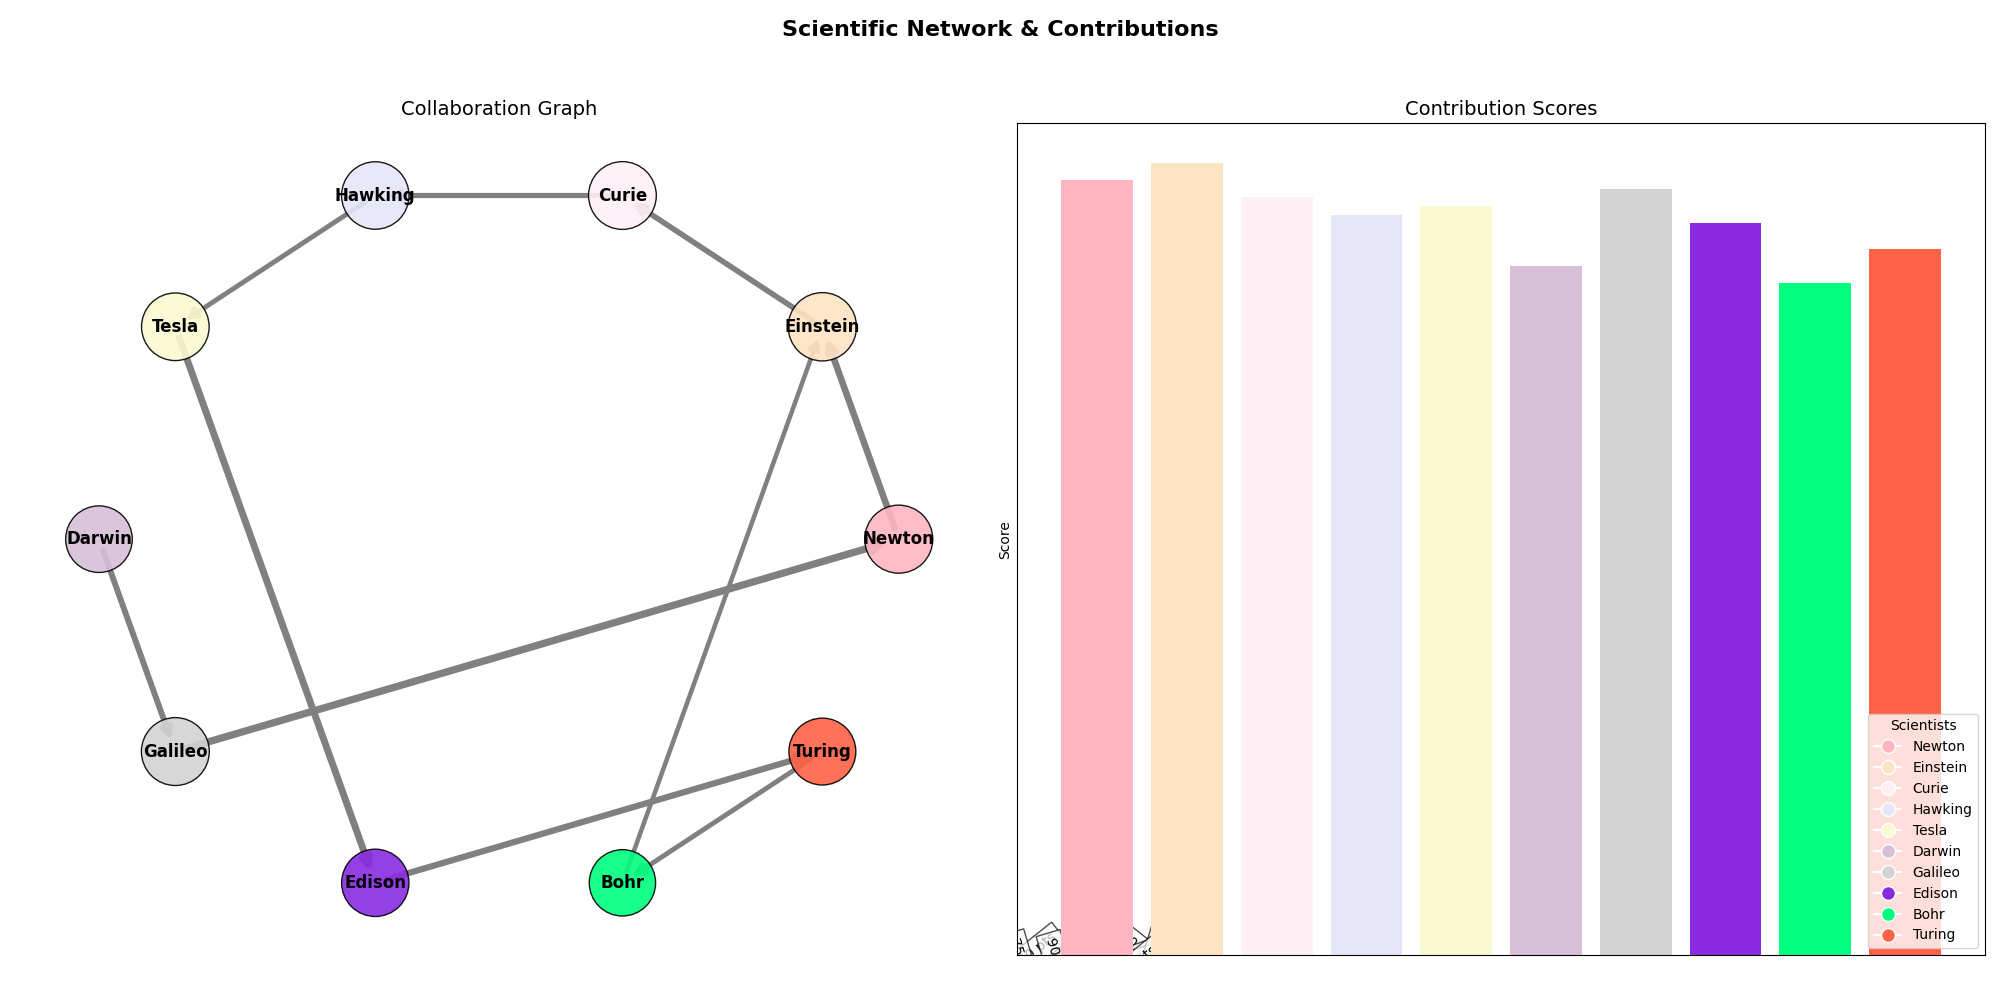 Scientific Network & Contributions
Collaboration Graph
Hawking
Curie
Tesla
Einstein
Darwin
Newton
Galileo
Turing
Edison
Bohr
Contribution Scores
Score
Scientists
Newton
Einstein
Curie
Hawking
Tesla
Darwin
Galileo
Edison
Bohr
Turing
90